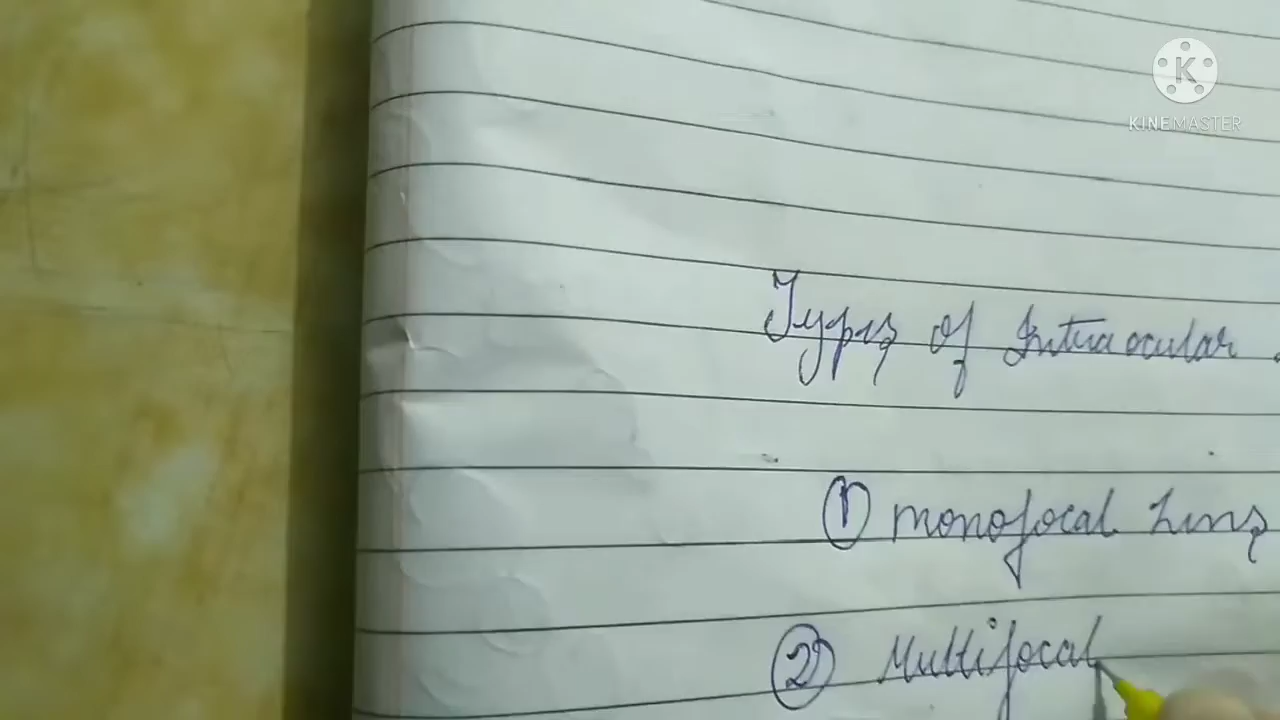 K
KINEMASTER
Types of Intraocular
① monofocal Lens
② Multifocal